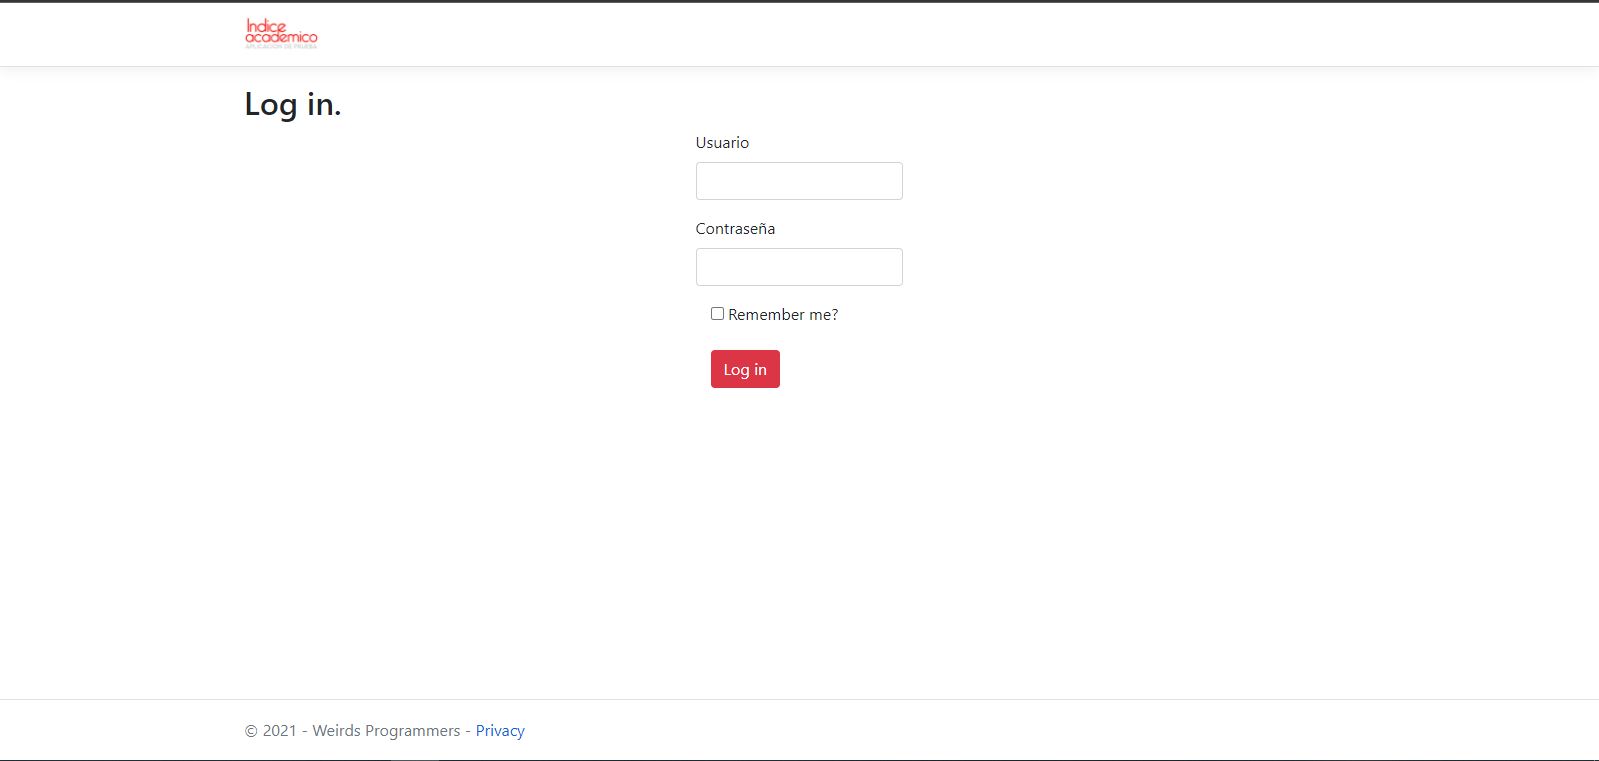 Indice
academico
APLICACION DE PRUEBA
Log in.
Usuario
Contraseña
Remember me?
Log in
© 2021 - Weirds Programmers - Privacy